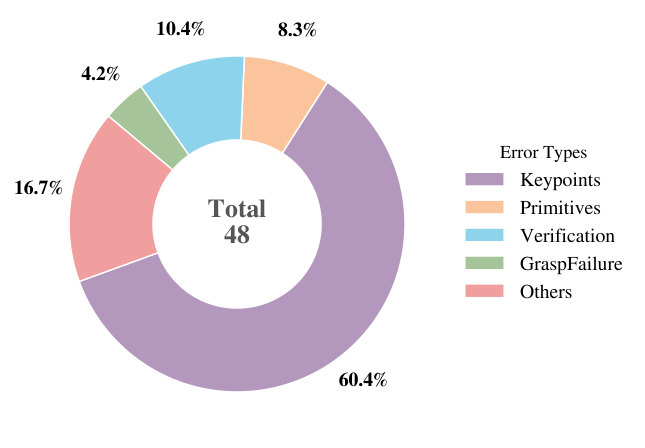 10.4%
8.3%
4.2%
16.7%
Total
48
60.4%
Error Types
Keypoints
Primitives
Verification
GraspFailure
Others